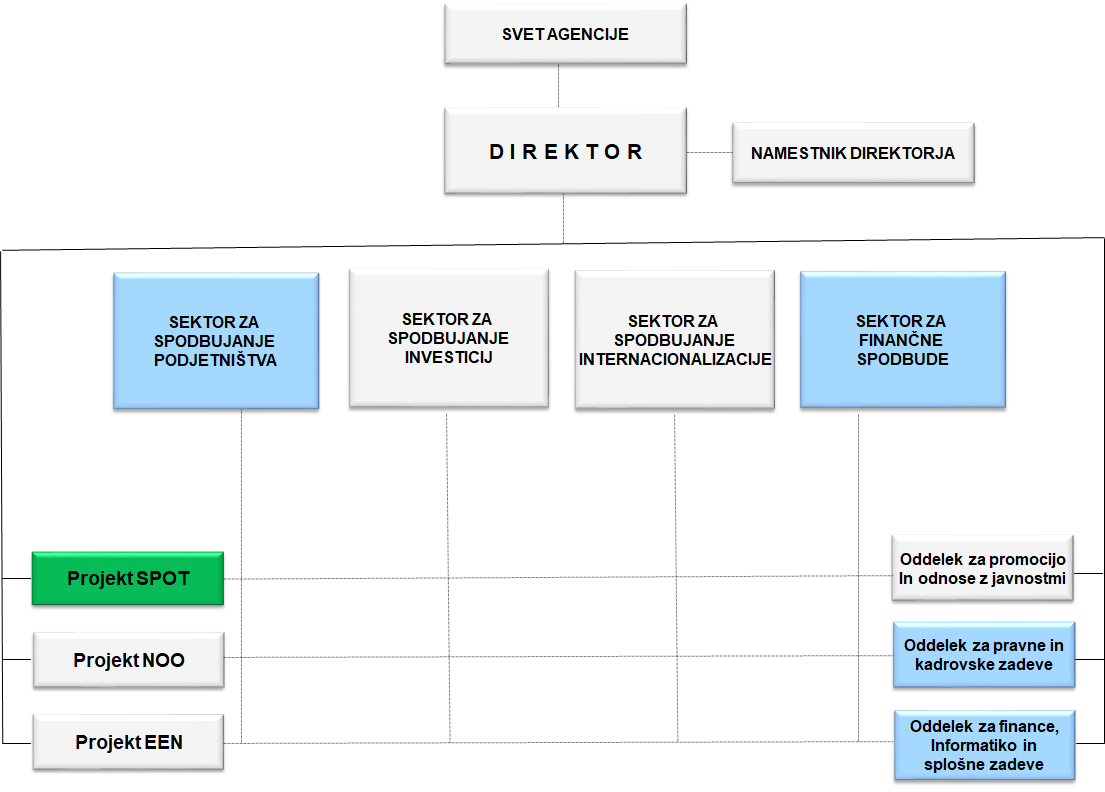 SVET AGENCIJE
D I R E K T O R
NAMESTNIK DIREKTORJA
SEKTOR ZA
SPODBUJANJE
PODJETNIŠTVA
SEKTOR ZA
SPODBUJANJE
INVESTICIJ
SEKTOR ZA
SPODBUJANJE
INTERNACIONALIZACIJE
SEKTOR ZA
FINANČNE
SPODBUDE
Projekt SPOT
Oddelek za promocijo
In odnose z javnostmi
Projekt NOO
Oddelek za pravne in
kadrovske zadeve
Projekt EEN
Oddelek za finance,
Informatiko in
splošne zadeve